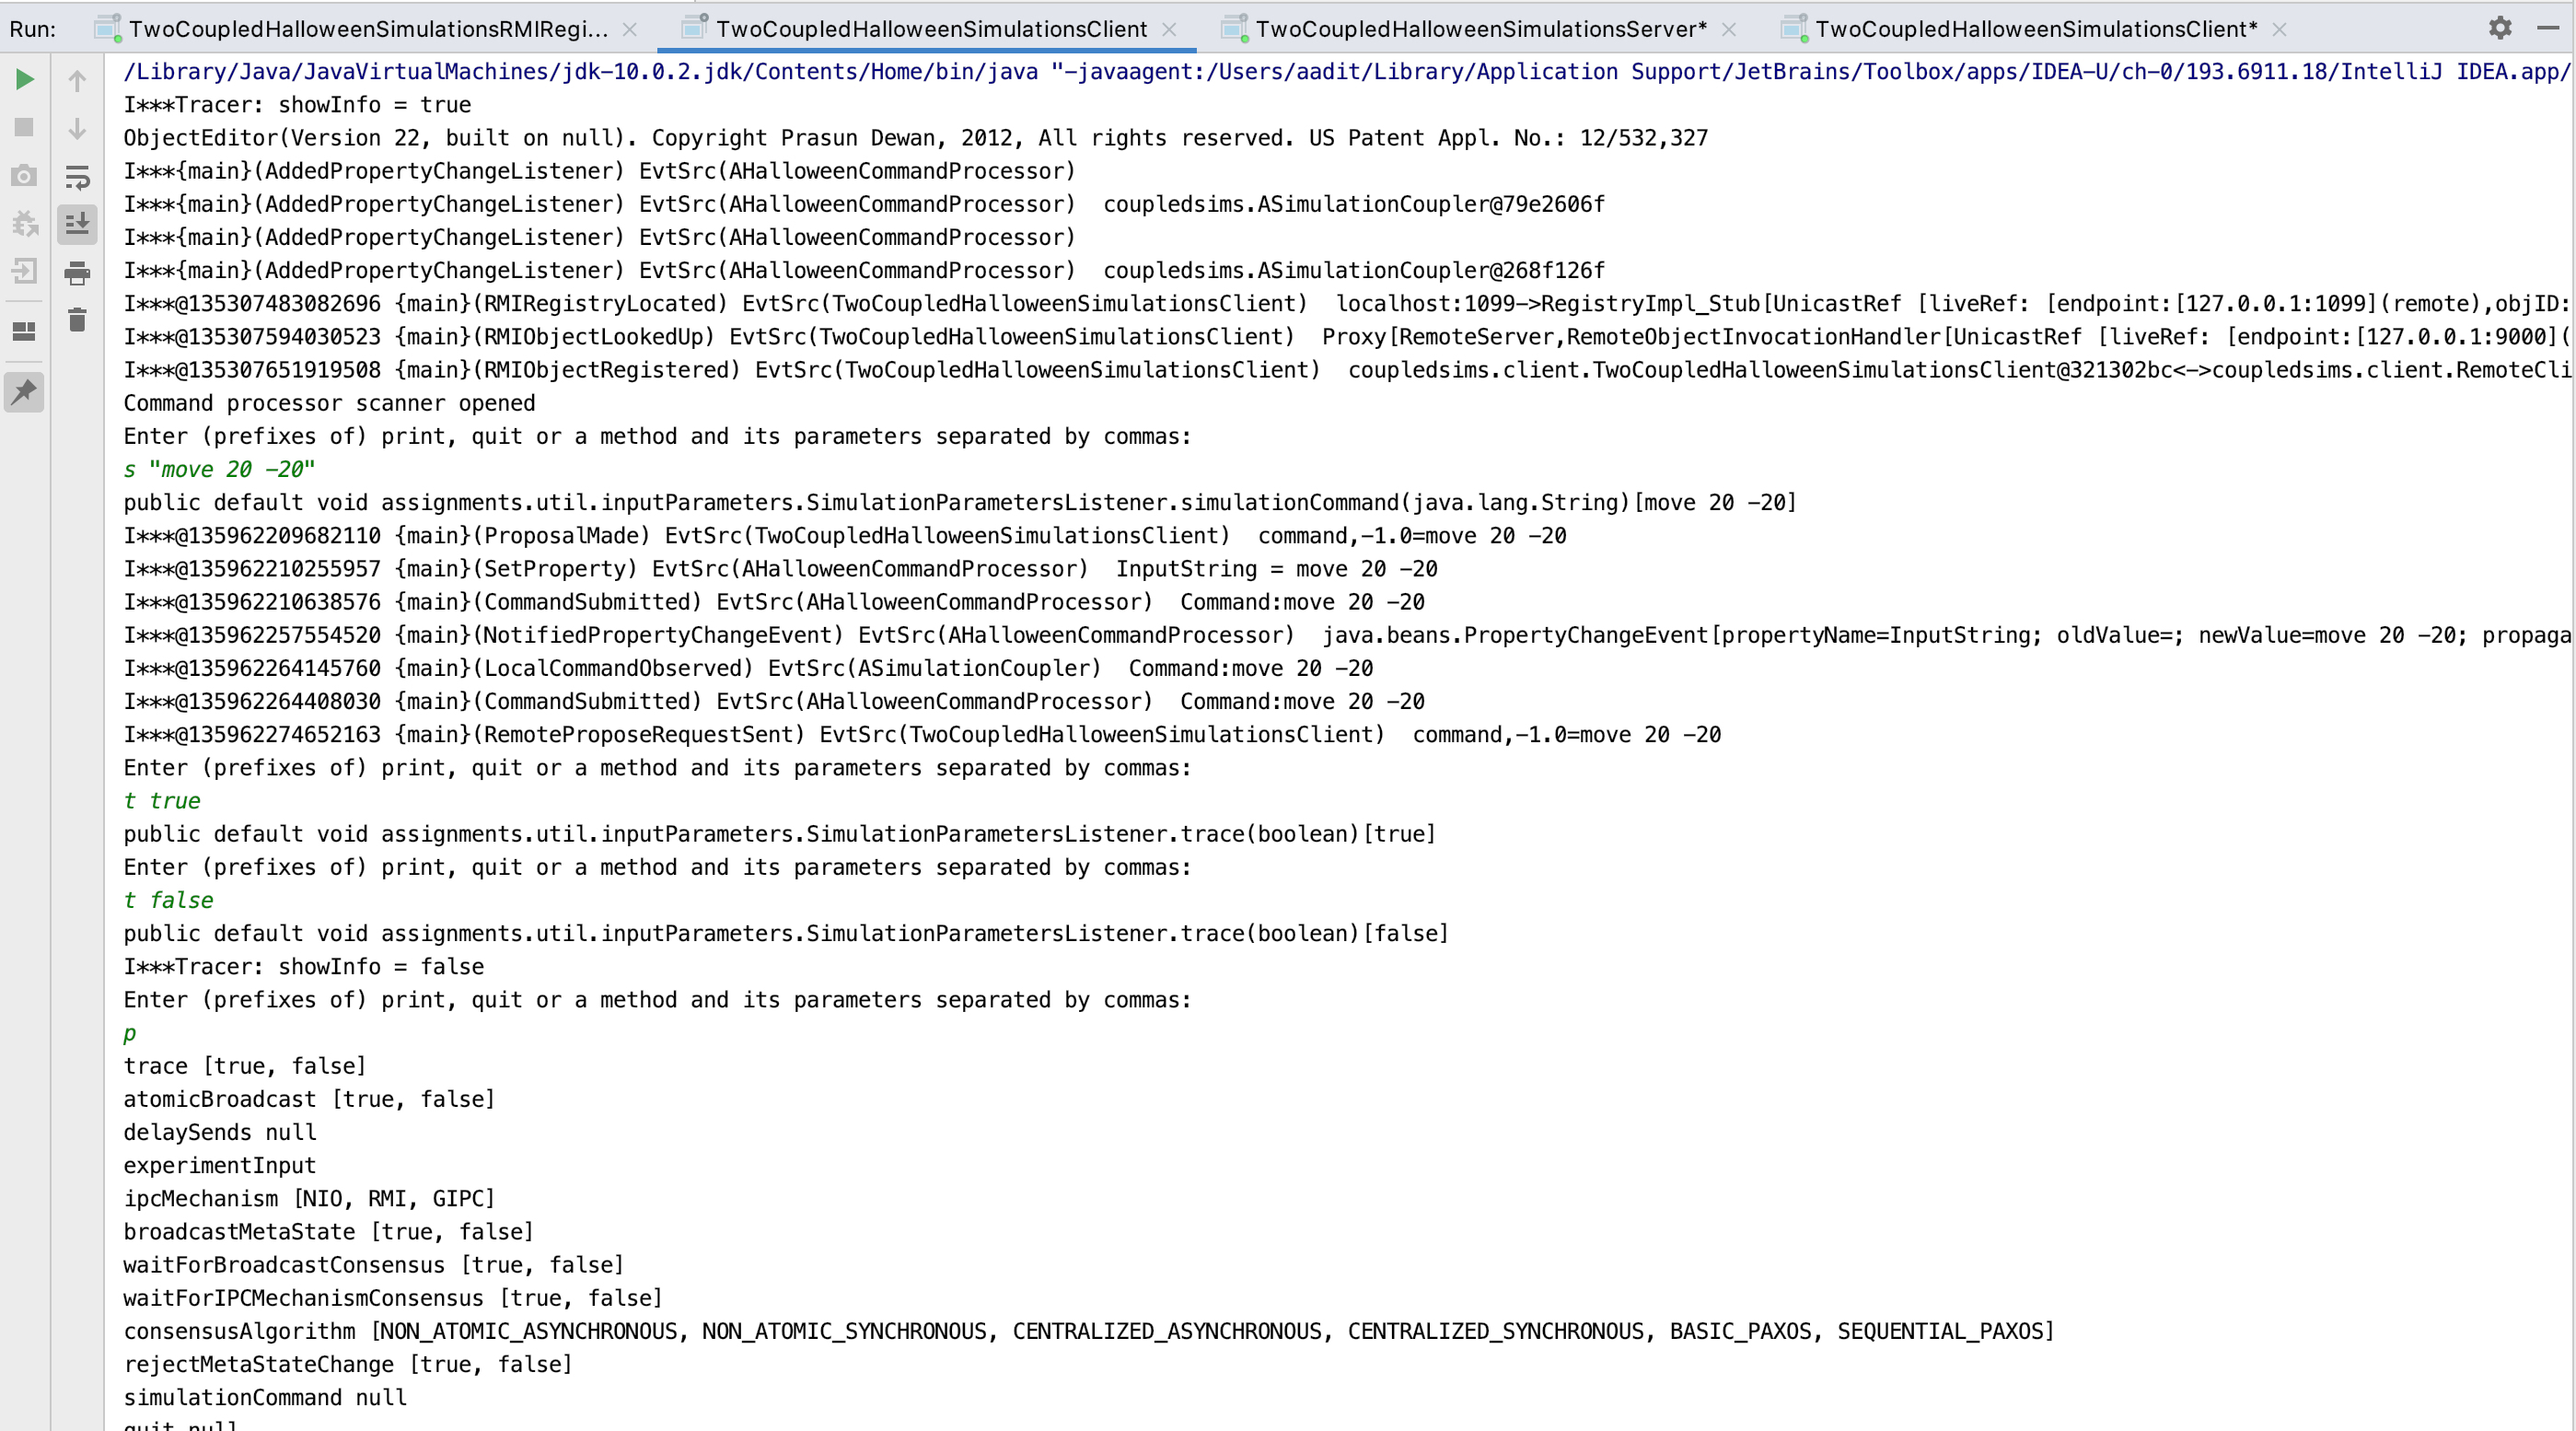 Run: TwoCoupledHalloweenSimulationsRMIRegi... TwoCoupledHalloweenSimulationsClient TwoCoupledHalloweenSimulationsServer* TwoCoupledHalloweenSimulationsClient*
/Library/Java/JavaVirtualMachines/jdk-10.0.2.jdk/Contents/Home/bin/java "-javaagent:/Users/aadit/Library/Application Support/JetBrains/Toolbox/apps/IDEA-U/ch-0/193.6911.18/IntelliJ IDEA.app/
I***Tracer: showInfo = true
ObjectEditor(Version 22, built on null). Copyright Prasun Dewan, 2012, All rights reserved. US Patent Appl. No.: 12/532,327
I***{main}(AddedPropertyChangeListener) EvtSrc(AHalloweenCommandProcessor)
I***{main}(AddedPropertyChangeListener) EvtSrc(AHalloweenCommandProcessor)  coupledsims.ASimulationCoupler@79e2606f
I***{main}(AddedPropertyChangeListener) EvtSrc(AHalloweenCommandProcessor)
I***{main}(AddedPropertyChangeListener) EvtSrc(AHalloweenCommandProcessor)  coupledsims.ASimulationCoupler@268f126f
I***@135307483082696 {main}(RMIRegistryLocated) EvtSrc(TwoCoupledHalloweenSimulationsClient)  localhost:1099->RegistryImpl_Stub[UnicastRef [liveRef: [endpoint:[127.0.0.1:1099](remote),objID:
I***@135307594030523 {main}(RMIObjectLookedUp) EvtSrc(TwoCoupledHalloweenSimulationsClient)  Proxy[RemoteServer,RemoteObjectInvocationHandler[UnicastRef [liveRef: [endpoint:[127.0.0.1:9000](
I***@135307651919508 {main}(RMIObjectRegistered) EvtSrc(TwoCoupledHalloweenSimulationsClient)  coupledsims.client.TwoCoupledHalloweenSimulationsClient@321302bc<->coupledsims.client.RemoteCli
Command processor scanner opened
Enter (prefixes of) print, quit or a method and its parameters separated by commas:
s "move 20 -20"
public default void assignments.util.inputParameters.SimulationParametersListener.simulationCommand(java.lang.String)[move 20 -20]
I***@135962209682110 {main}(ProposalMade) EvtSrc(TwoCoupledHalloweenSimulationsClient)  command,-1.0=move 20 -20
I***@135962210255957 {main}(SetProperty) EvtSrc(AHalloweenCommandProcessor)  InputString = move 20 -20
I***@135962210638576 {main}(CommandSubmitted) EvtSrc(AHalloweenCommandProcessor)  Command:move 20 -20
I***@135962257554520 {main}(NotifiedPropertyChangeEvent) EvtSrc(AHalloweenCommandProcessor)  java.beans.PropertyChangeEvent[propertyName=InputString; oldValue=; newValue=move 20 -20; propaga
I***@135962264145760 {main}(LocalCommandObserved) EvtSrc(ASimulationCoupler)  Command:move 20 -20
I***@135962264408030 {main}(CommandSubmitted) EvtSrc(AHalloweenCommandProcessor)  Command:move 20 -20
I***@135962274652163 {main}(RemoteProposeRequestSent) EvtSrc(TwoCoupledHalloweenSimulationsClient)  command,-1.0=move 20 -20
Enter (prefixes of) print, quit or a method and its parameters separated by commas:
t true
public default void assignments.util.inputParameters.SimulationParametersListener.trace(boolean)[true]
Enter (prefixes of) print, quit or a method and its parameters separated by commas:
t false
public default void assignments.util.inputParameters.SimulationParametersListener.trace(boolean)[false]
I***Tracer: showInfo = false
Enter (prefixes of) print, quit or a method and its parameters separated by commas:
p
trace [true, false]
atomicBroadcast [true, false]
delaySends null
experimentInput
ipcMechanism [NIO, RMI, GIPC]
broadcastMetaState [true, false]
waitForBroadcastConsensus [true, false]
waitForIPCMechanismConsensus [true, false]
consensusAlgorithm [NON_ATOMIC_ASYNCHRONOUS, NON_ATOMIC_SYNCHRONOUS, CENTRALIZED_ASYNCHRONOUS, CENTRALIZED_SYNCHRONOUS, BASIC_PAXOS, SEQUENTIAL_PAXOS]
rejectMetaStateChange [true, false]
simulationCommand null
quit null